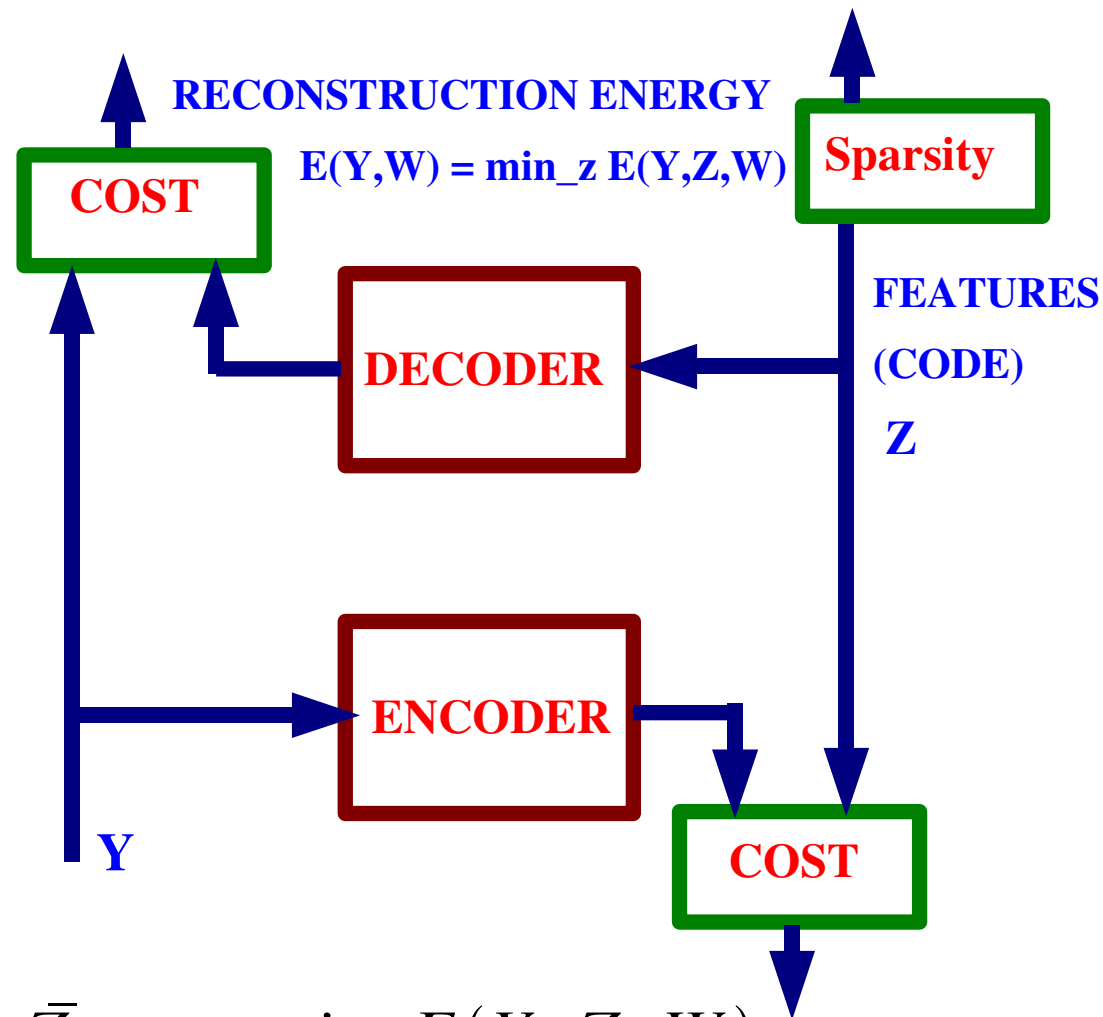 RECONSTRUCTION ENERGY
E(Y,W) = min_z E(Y,Z,W)
Sparsity
COST
FEATURES
(CODE)
Z
DECODER
ENCODER
Y
COST